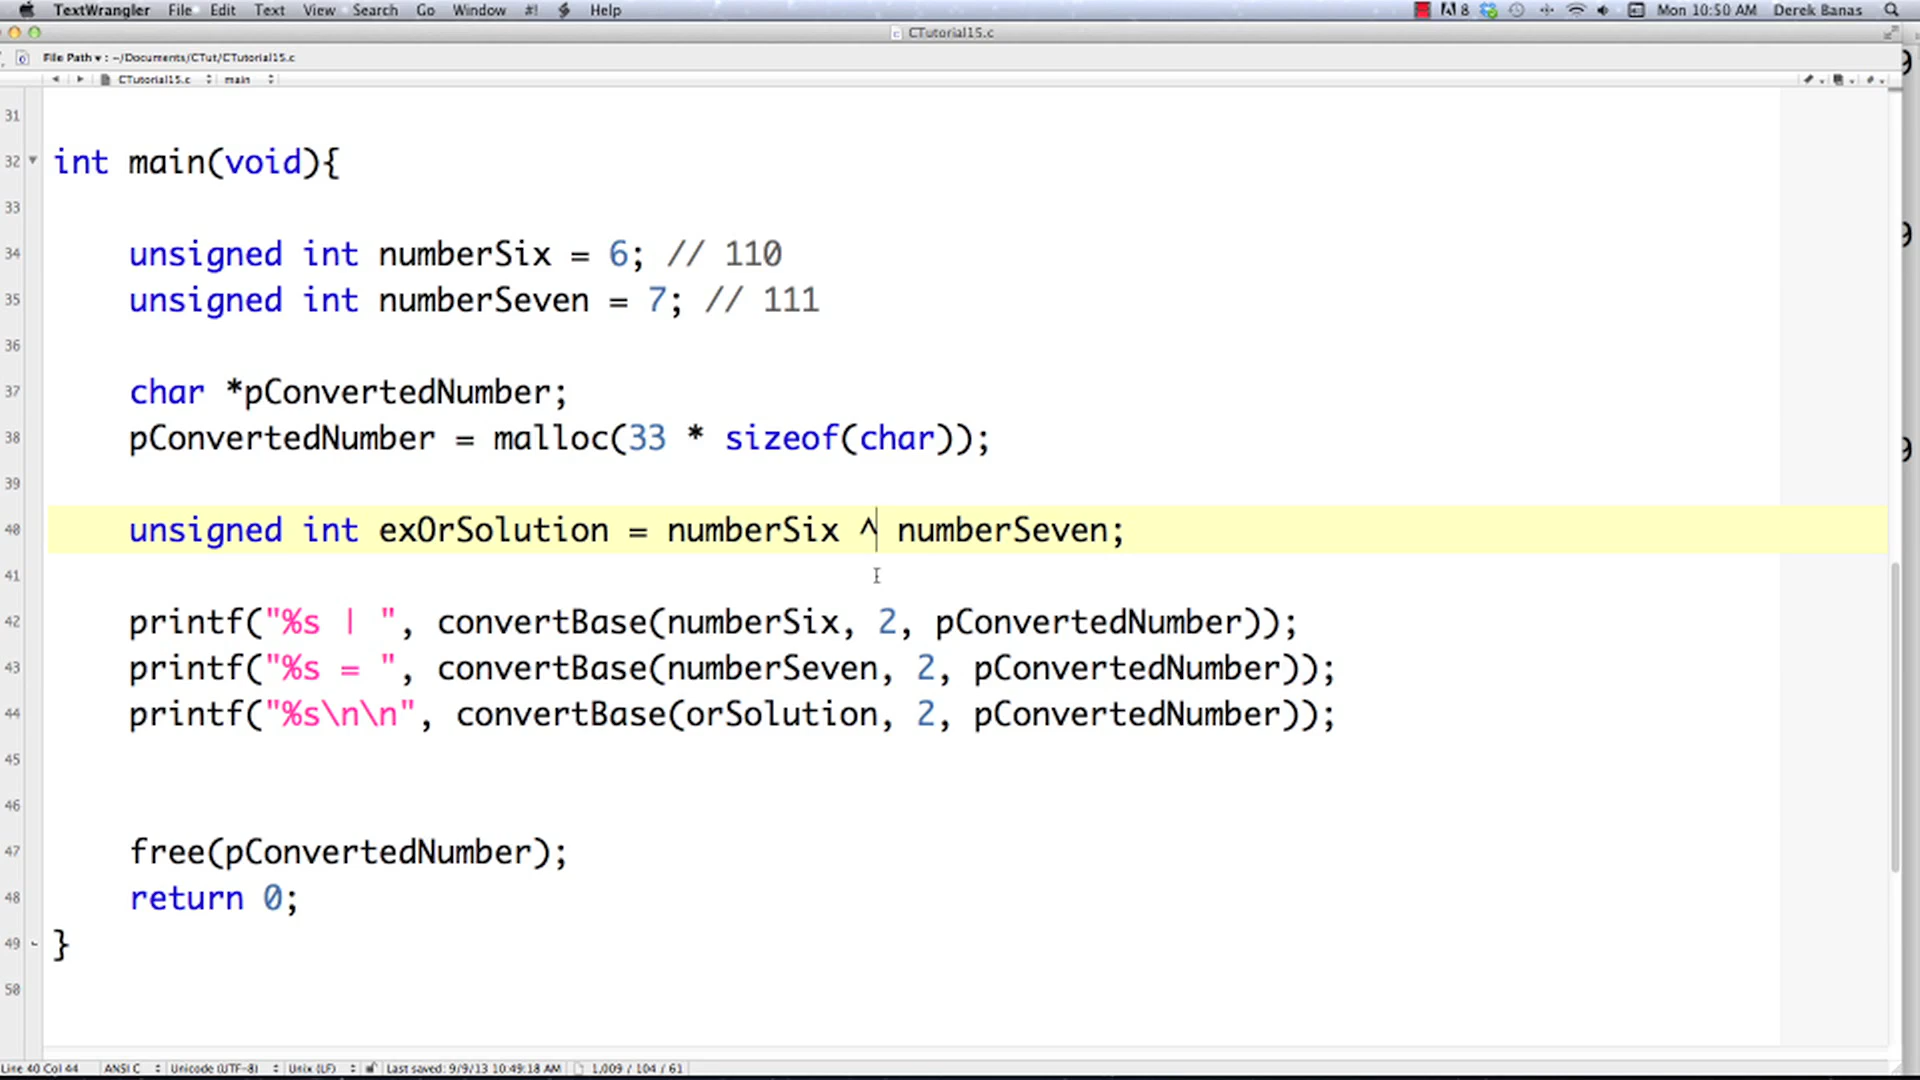 TextWrangler File Edit Text View Search Go Window #! Help 8 Mon 10:50 AM Derek Banas
CTutorial15.c
File Path ▾ : ~/Documents/CTut/CTutorial15.c
CTutorial15.c main
31
32 int main(void){
33
34 unsigned int numberSix = 6; // 110
35 unsigned int numberSeven = 7; // 111
36
37 char *pConvertedNumber;
38 pConvertedNumber = malloc(33 * sizeof(char));
39
40 unsigned int exOrSolution = numberSix ^ numberSeven;
41
42 printf("%s | ", convertBase(numberSix, 2, pConvertedNumber));
43 printf("%s = ", convertBase(numberSeven, 2, pConvertedNumber));
44 printf("%s\n\n", convertBase(orSolution, 2, pConvertedNumber));
45
46
47 free(pConvertedNumber);
48 return 0;
49 }
50
Line 40 Col 44 ANSI C Unicode (UTF-8) Unix (LF) Last saved: 9/9/13 10:49:18 AM 1,009 / 104 / 61